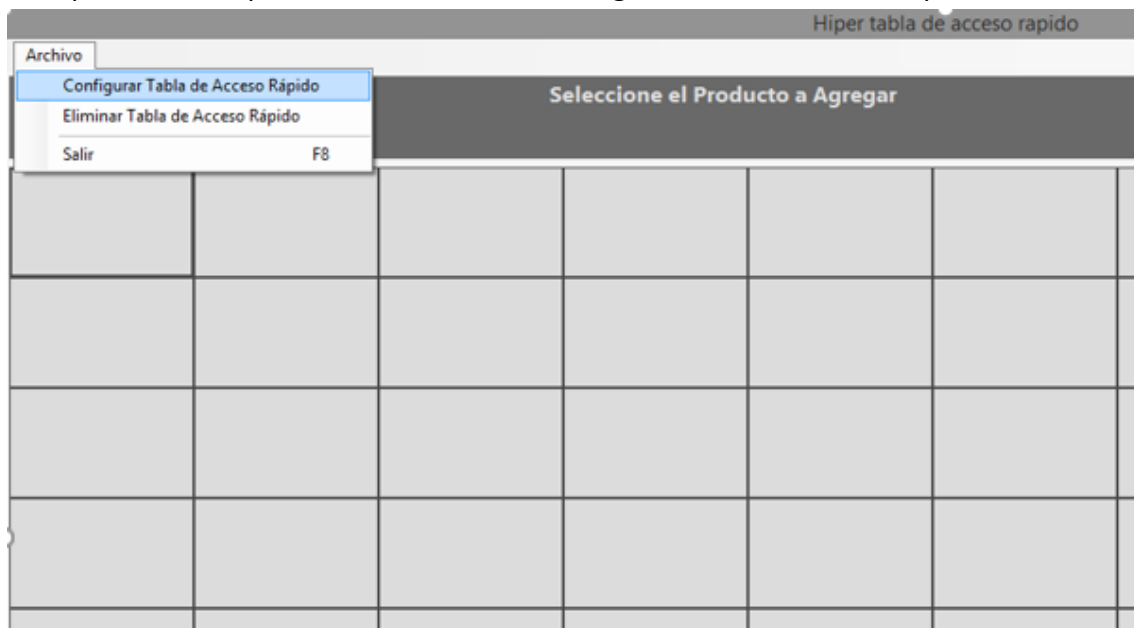 Hiper tabla de acceso rapido
Archivo
Configurar Tabla de Acceso Rápido
Eliminar Tabla de Acceso Rápido
Salir F8
Seleccione el Producto a Agregar